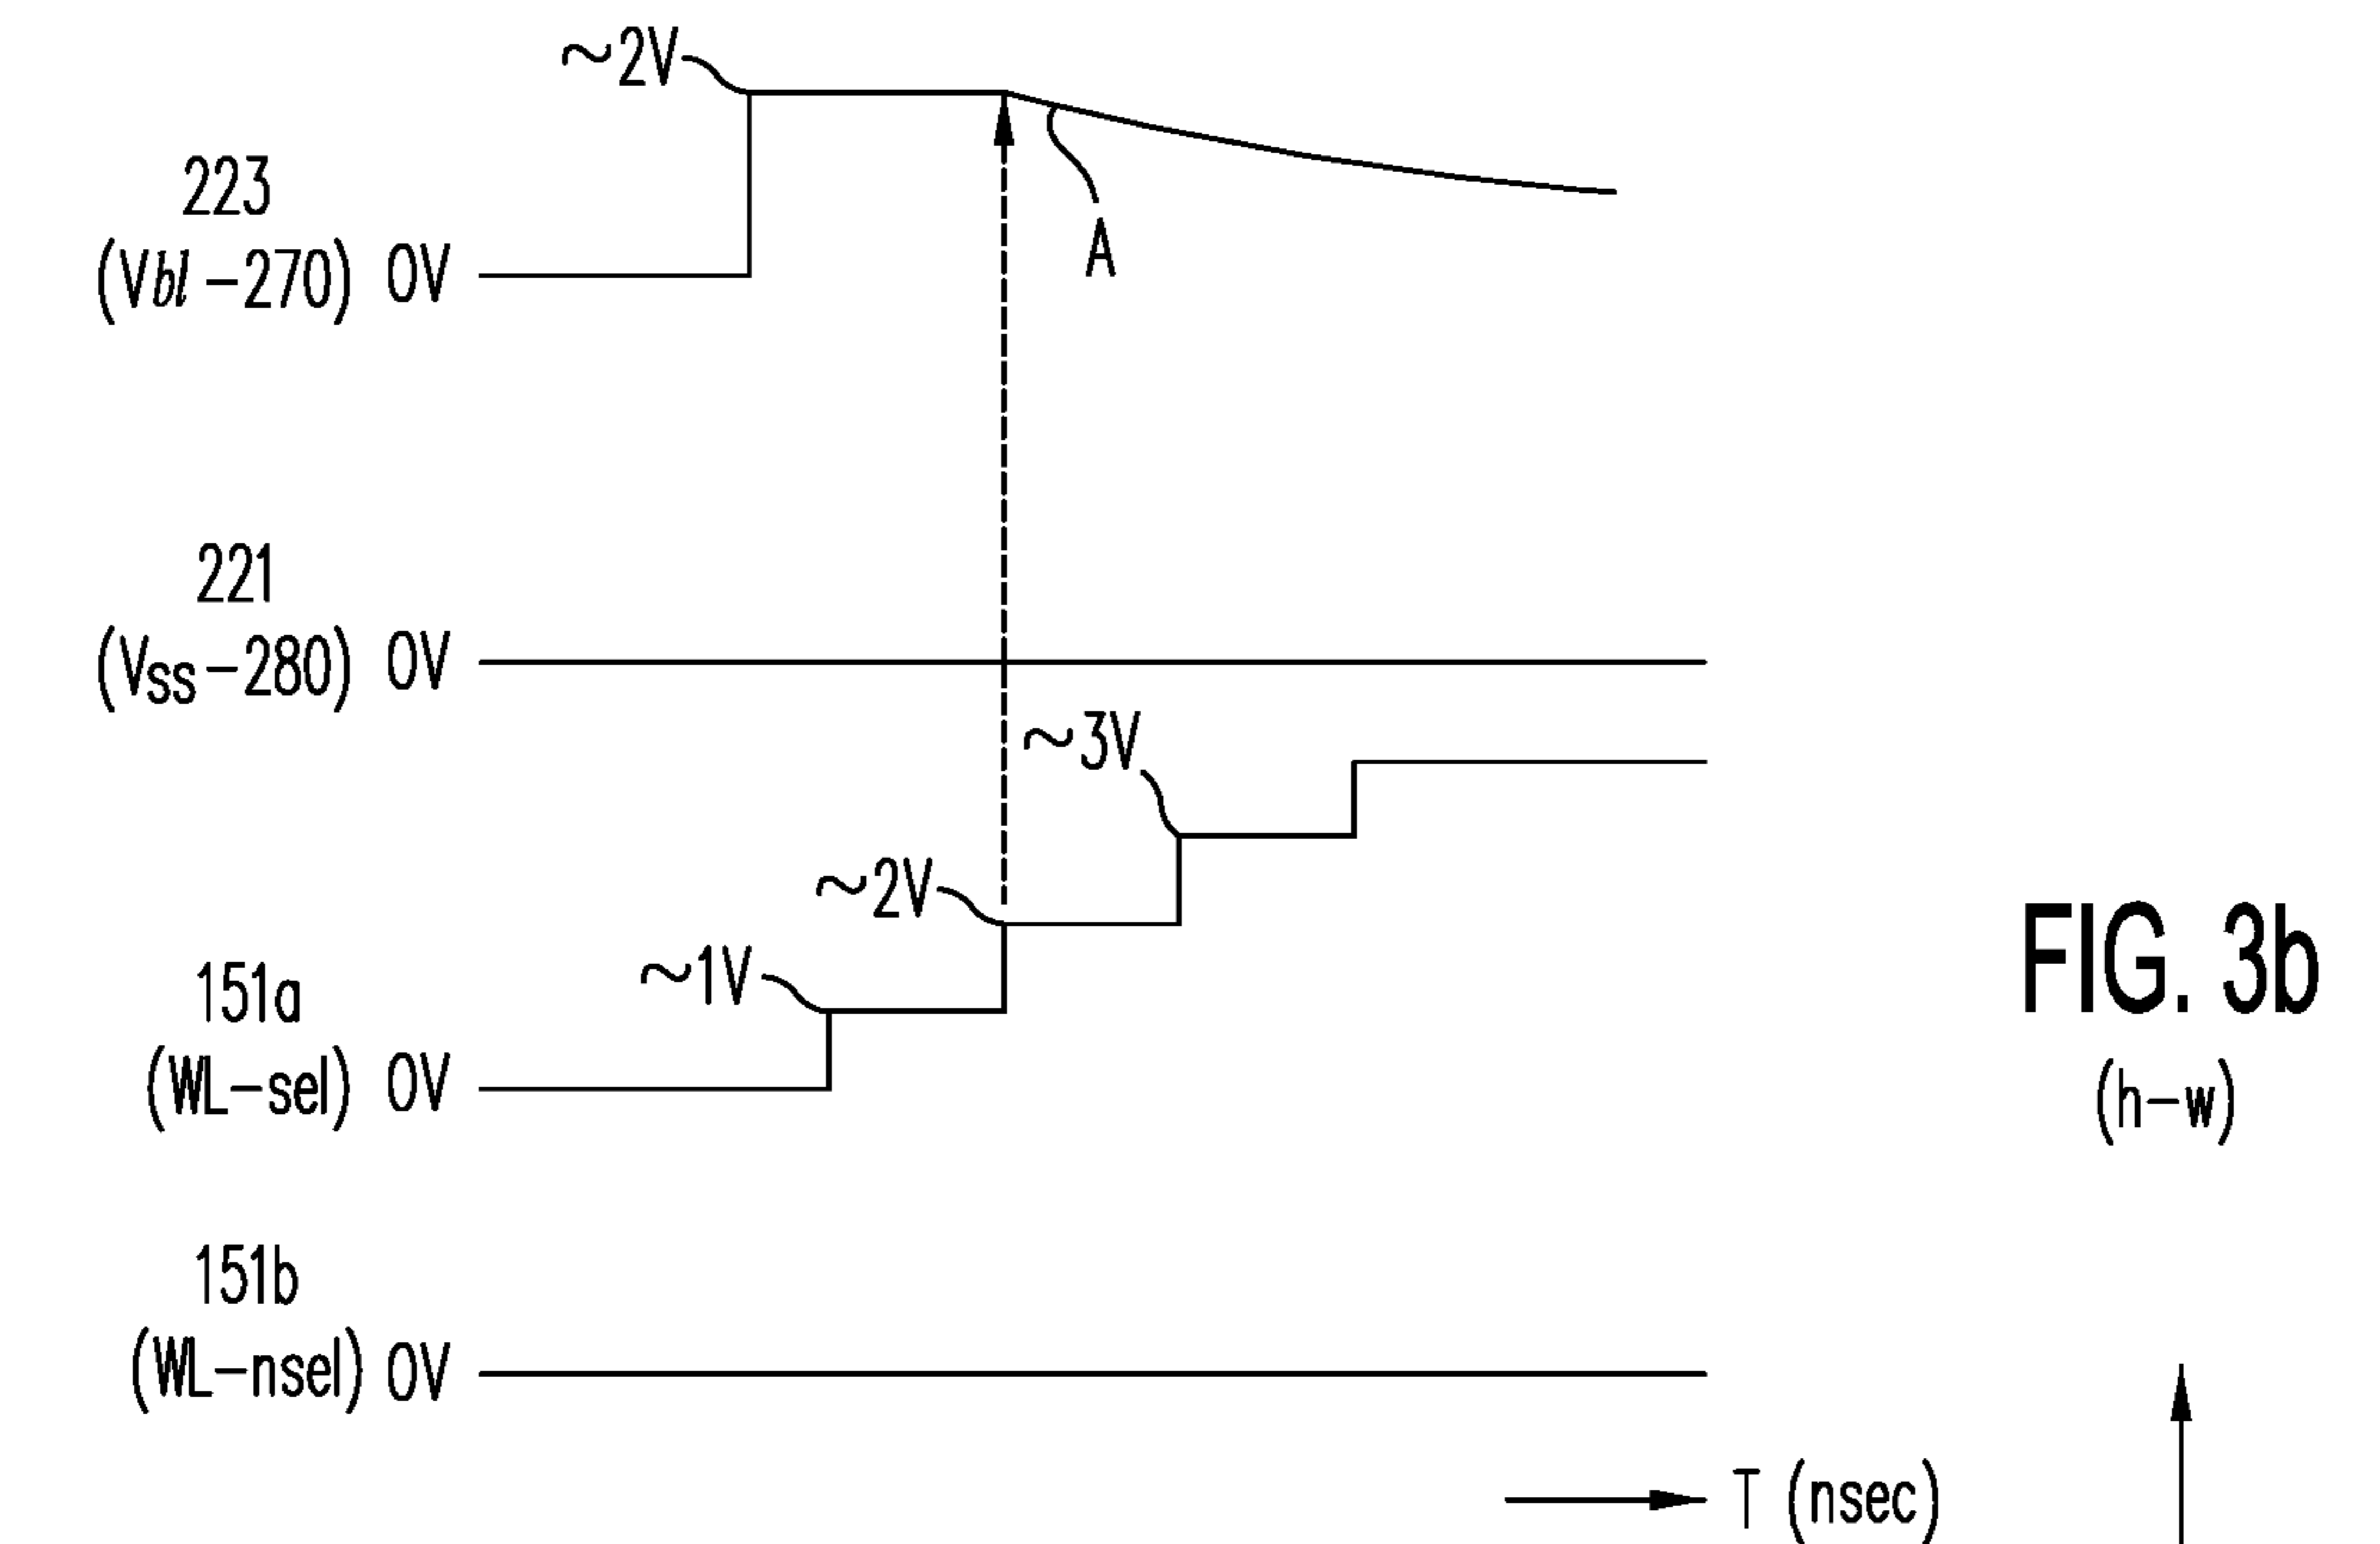 ~2V
223
(Vbl-270) 0V
A
221
(Vss-280) 0V
~3V
~2V
~1V
151a
(WL-sel) 0V
FIG. 3b
(h-w)
151b
(WL-nsel) 0V
T (nsec)